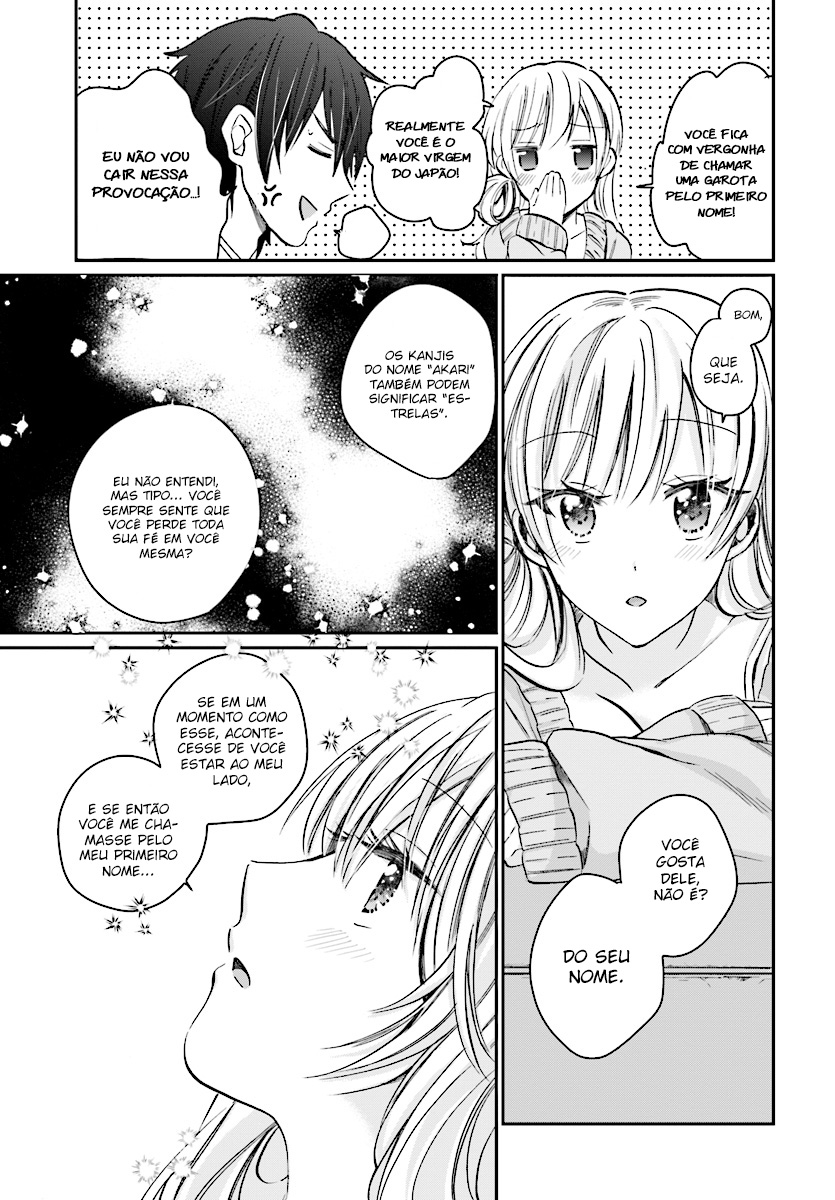 VOCÊ FICA
COM VERGONHA
DE CHAMAR
UMA GAROTA
PELO PRIMEIRO
NOME!
REALMENTE
VOCÊ É O
MAIOR VIRGEM
DO JAPÃO!
EU NÃO VOU
CAIR NESSA
PROVOCAÇÃO...!
BOM,
QUE
SEJA.
VOCÊ
GOSTA
DELE,
NÃO É?
DO SEU
NOME.
OS KANJIS
DO NOME "AKARI"
TAMBÉM PODEM
SIGNIFICAR "ES-
TRELAS".
EU NÃO ENTENDI,
MAS TIPO... VOCÊ
SEMPRE SENTE QUE
VOCÊ PERDE TODA
SUA FÉ EM VOCÊ
MESMA?
SE EM UM
MOMENTO COMO
ESSE, ACONTE-
CESSE DE VOCÊ
ESTAR AO MEU
LADO,
E SE ENTÃO
VOCÊ ME CHA-
MASSE PELO
MEU PRIMEIRO
NOME...